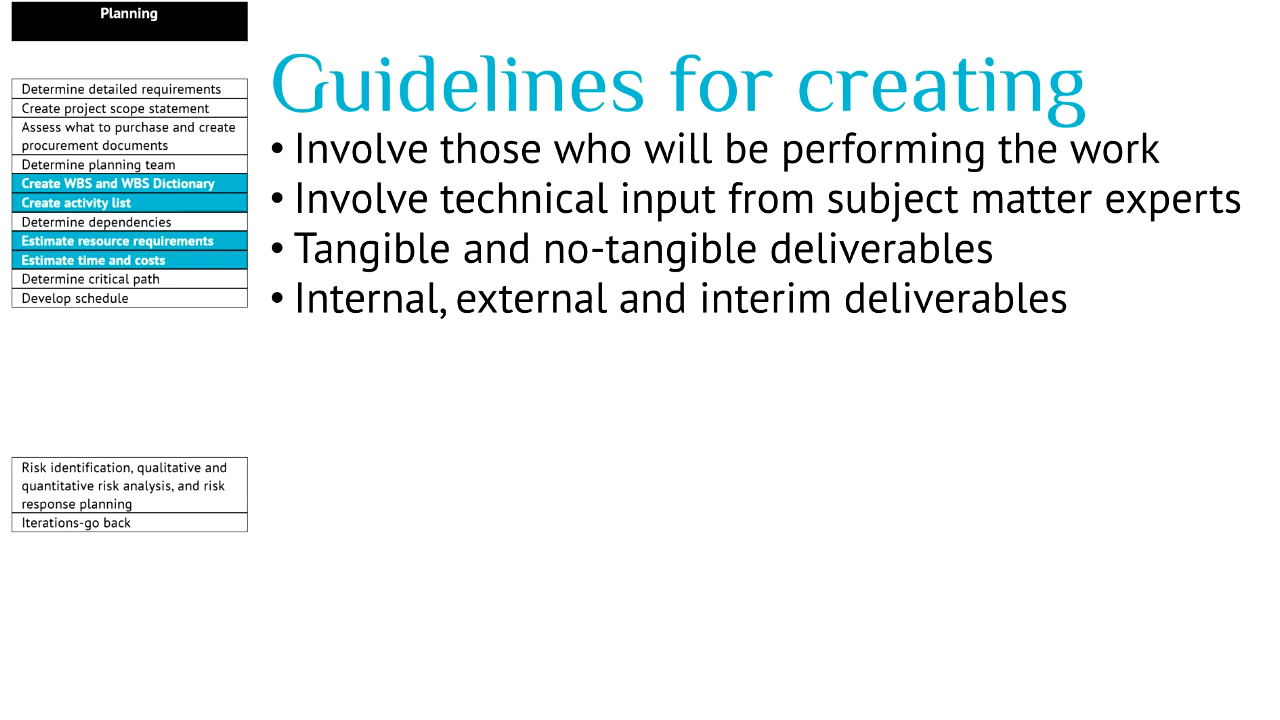 Planning
Determine detailed requirements
Create project scope statement
Assess what to purchase and create
procurement documents
Determine planning team
Create WBS and WBS Dictionary
Create activity list
Determine dependencies
Estimate resource requirements
Estimate time and costs
Determine critical path
Develop schedule
Risk identification, qualitative and
quantitative risk analysis, and risk
response planning
Iterations-go back
Guidelines for creating
• Involve those who will be performing the work
• Involve technical input from subject matter experts
• Tangible and no-tangible deliverables
• Internal, external and interim deliverables